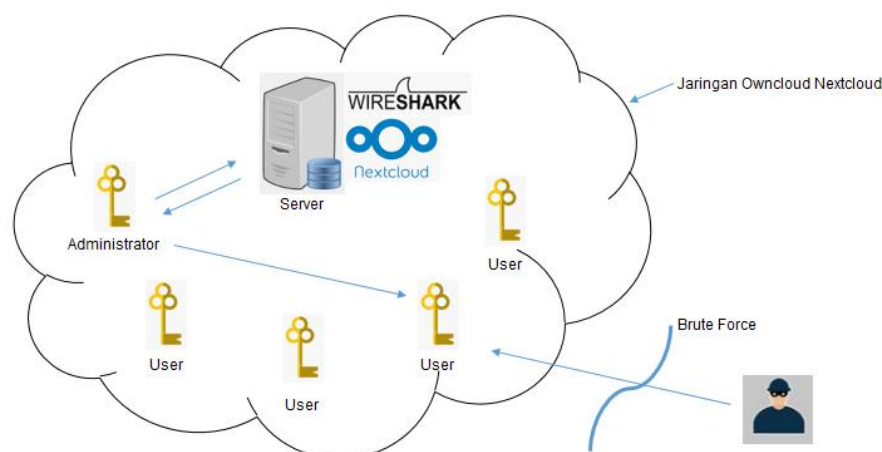 WIRESHARK
Nextcloud
Server
Jaringan Owncloud Nextcloud
Administrator
User
User
User
User
Brute Force